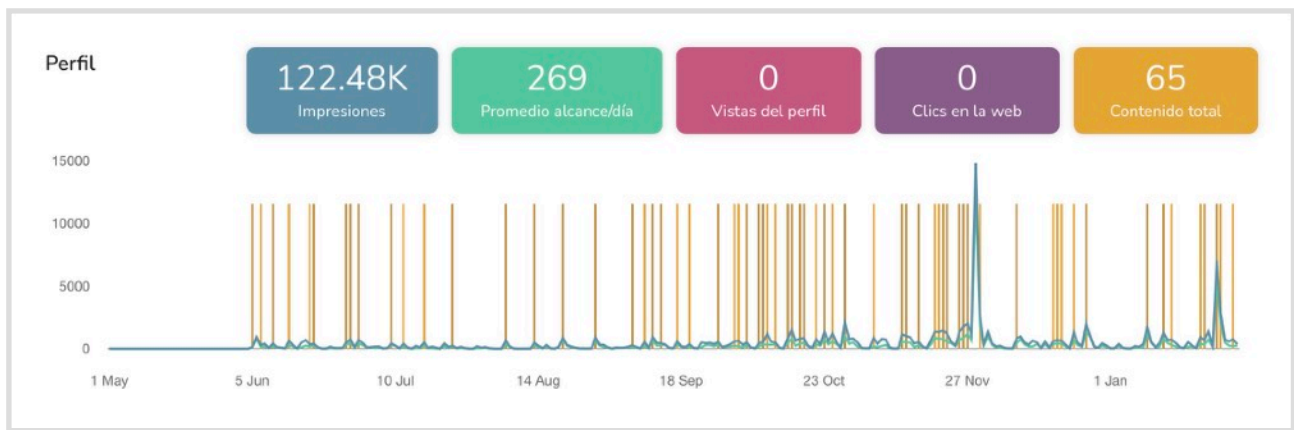 Perfil
122.48K
Impresiones
269
Promedio alcance/día
0
Vistas del perfil
0
Clics en la web
65
Contenido total
15000
10000
5000
0
1 May
5 Jun
10 Jul
14 Aug
18 Sep
23 Oct
27 Nov
1 Jan